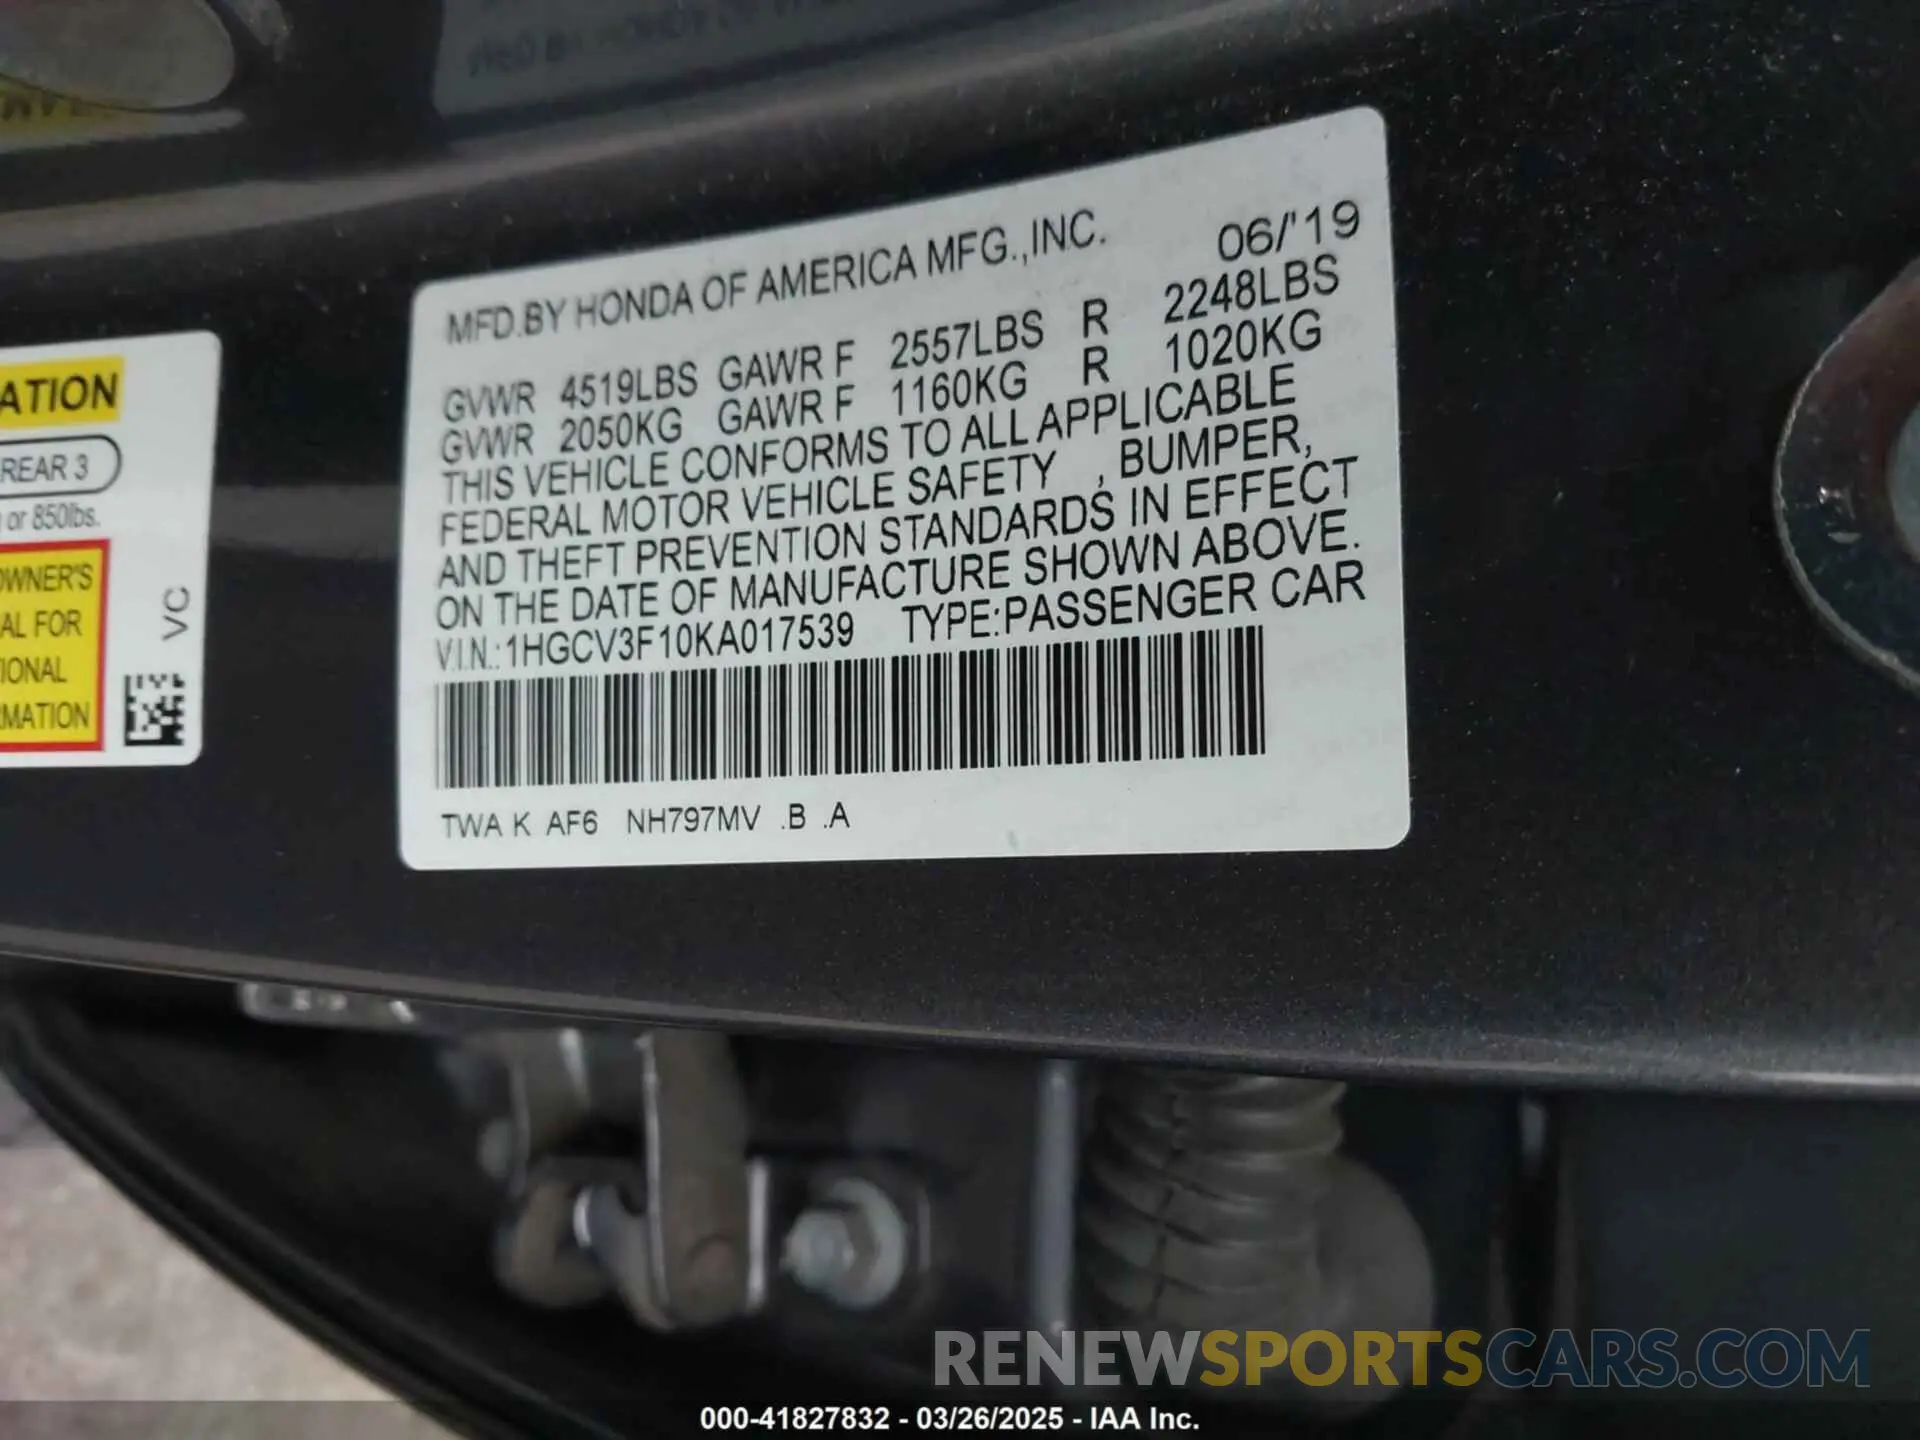 MFD.BY HONDA OF AMERICA MFG.,INC. 06/'19
GVWR 4519LBS GAWR F 2557LBS R 2248LBS
GVWR 2050KG GAWR F 1160KG R 1020KG
THIS VEHICLE CONFORMS TO ALL APPLICABLE
FEDERAL MOTOR VEHICLE SAFETY , BUMPER,
AND THEFT PREVENTION STANDARDS IN EFFECT
ON THE DATE OF MANUFACTURE SHOWN ABOVE.
V.I.N.:1HGCV3F10KA017539 TYPE:PASSENGER CAR
TWA K AF6 NH797MV .B .A
ATION
REAR 3
or 850lbs.
OWNER'S
AL FOR
IONAL
RMATION
VC
RENEWSPORTSCARS.COM
000-41827832 - 03/26/2025 - IAA Inc.